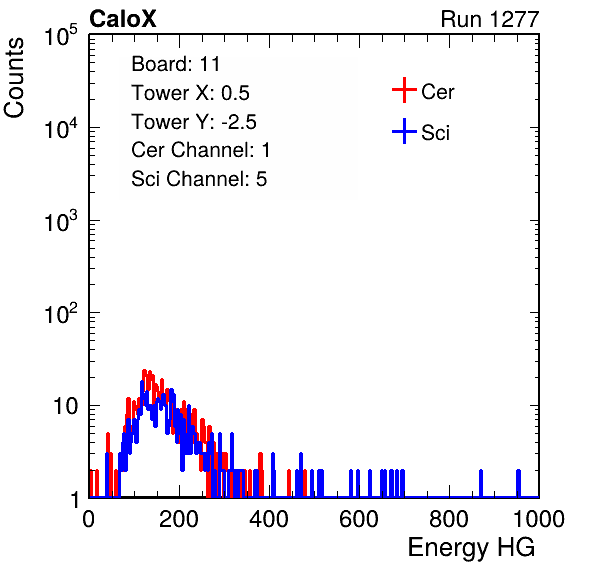 CaloX Run 1277
Counts
Board: 11
Tower X: 0.5
Tower Y: -2.5
Cer Channel: 1
Sci Channel: 5
Cer
Sci
10^5
10^4
10^3
10^2
10
1
0 200 400 600 800 1000
Energy HG